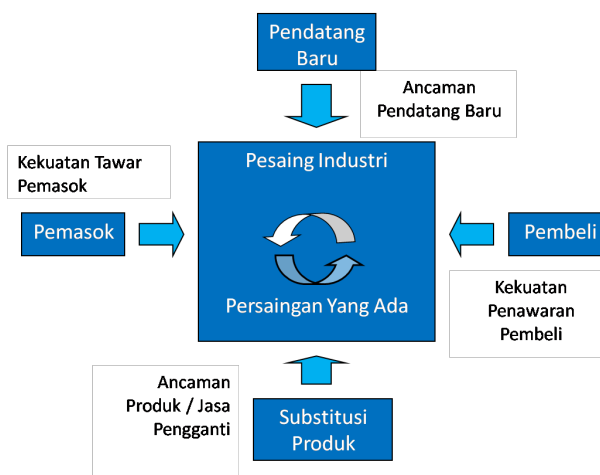 Pendatang
Baru
Ancaman
Pendatang Baru
Kekuatan Tawar
Pemasok
Pesaing Industri
Pemasok
Pembeli
Persaingan Yang Ada
Kekuatan
Penawaran
Pembeli
Ancaman
Produk / Jasa
Pengganti
Substitusi
Produk